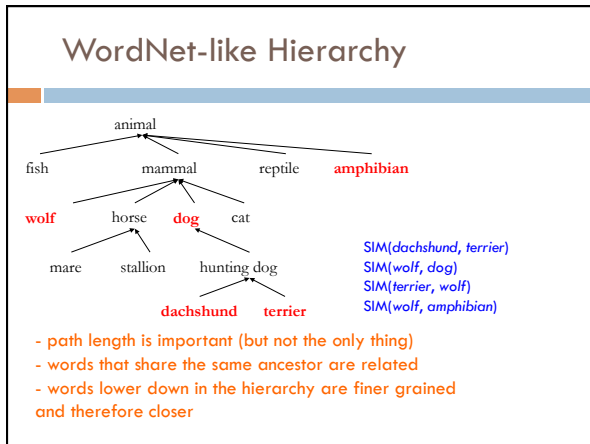 WordNet-like Hierarchy
animal
fish mammal reptile amphibian
wolf horse dog cat
mare stallion hunting dog
dachshund terrier
SIM(dachshund, terrier)
SIM(wolf, dog)
SIM(terrier, wolf)
SIM(wolf, amphibian)
- path length is important (but not the only thing)
- words that share the same ancestor are related
- words lower down in the hierarchy are finer grained
and therefore closer